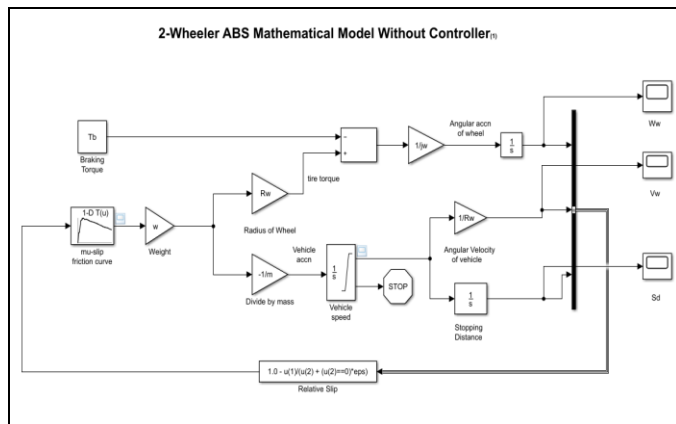 2-Wheeler ABS Mathematical Model Without Controller(1)
Ww
Angular accn
of wheel
Tb
Braking
Torque
-
+
1/jw
1
s
tire torque
Vw
1-D T(u)
mu-slip
friction curve
w
Weight
Rw
Radius of Wheel
1/Rw
Angular Velocity
of vehicle
Vehicle
accn
-1/m
Divide by mass
1
s
Vehicle
speed
STOP
1
s
Stopping
Distance
Sd
1.0 - u(1)/(u(2) + (u(2)==0)*eps)
Relative Slip